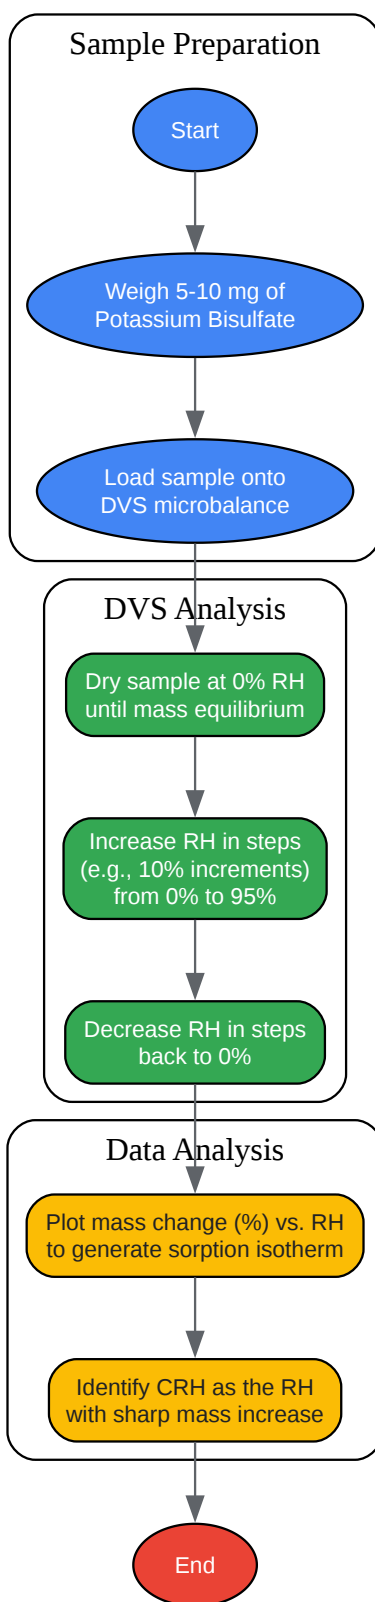 Sample Preparation
Start
Weigh 5-10 mg of
Potassium Bisulfate
Load sample onto
DVS microbalance
DVS Analysis
Dry sample at 0% RH
until mass equilibrium
Increase RH in steps
(e.g., 10% increments)
from 0% to 95%
Decrease RH in steps
back to 0%
Data Analysis
Plot mass change (%) vs. RH
to generate sorption isotherm
Identify CRH as the RH
with sharp mass increase
End